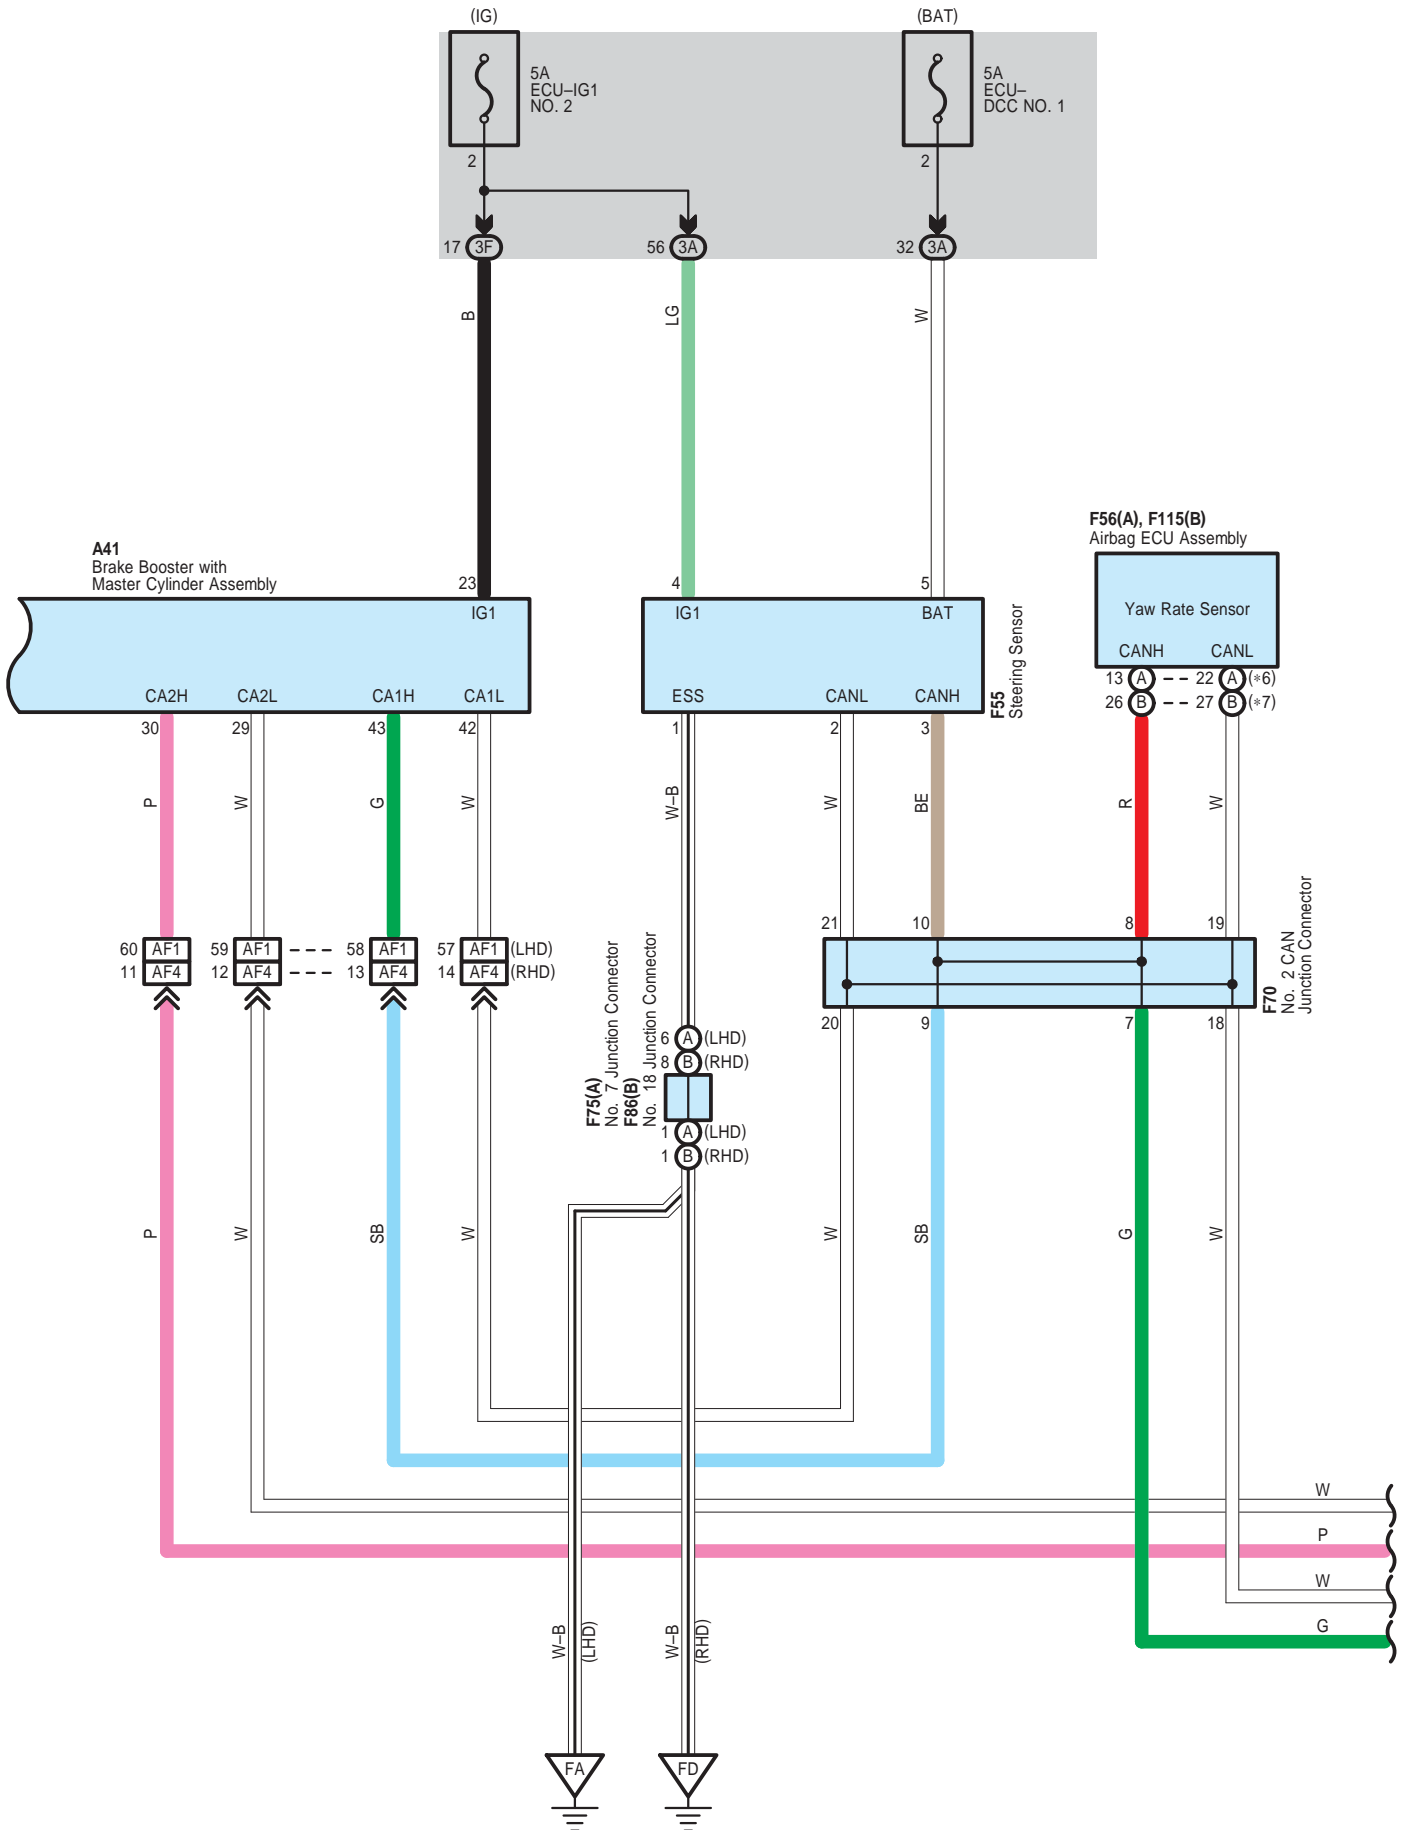 (IG)
(BAT)
5A
ECU–IG1
NO. 2
5A
ECU–
DCC NO. 1
2
2
17 3F
56 3A
32 3A
B
LG
W
A41
Brake Booster with
Master Cylinder Assembly
F56(A), F115(B)
Airbag ECU Assembly
23
4
5
IG1
IG1
BAT
Yaw Rate Sensor
CANH
CANL
13 A 22 A (*6)
26 B 27 B (*7)
CA2H
CA2L
CA1H
CA1L
ESS
CANL
CANH
F55
Steering Sensor
30
29
43
42
1
2
3
P
W
G
W
W–B
W
BE
R
W
21
10
8
19
60 AF1
59 AF1
58 AF1
57 AF1 (LHD)
11 AF4
12 AF4
13 AF4
14 AF4 (RHD)
F70
No. 2 CAN
Junction Connector
20
9
7
18
F75(A)
No. 7 Junction Connector
F86(B)
No. 18 Junction Connector
6 A (LHD)
8 B (RHD)
1 A (LHD)
1 B (RHD)
P
W
SB
W
W
SB
G
W
W
P
W
G
W–B
(LHD)
W–B
(RHD)
FA
FD